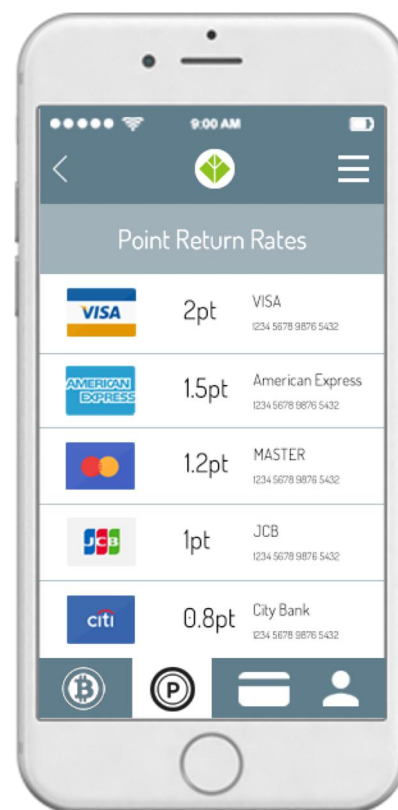 9:00 AM
Point Return Rates
VISA
2pt
VISA
1234 5678 9876 5432
AMERICAN
EXPRESS
1.5pt
American Express
1234 5678 9876 5432
1.2pt
MASTER
1234 5678 9876 5432
JCB
1pt
JCB
1234 5678 9876 5432
citi
0.8pt
City Bank
1234 5678 9876 5432
B
P